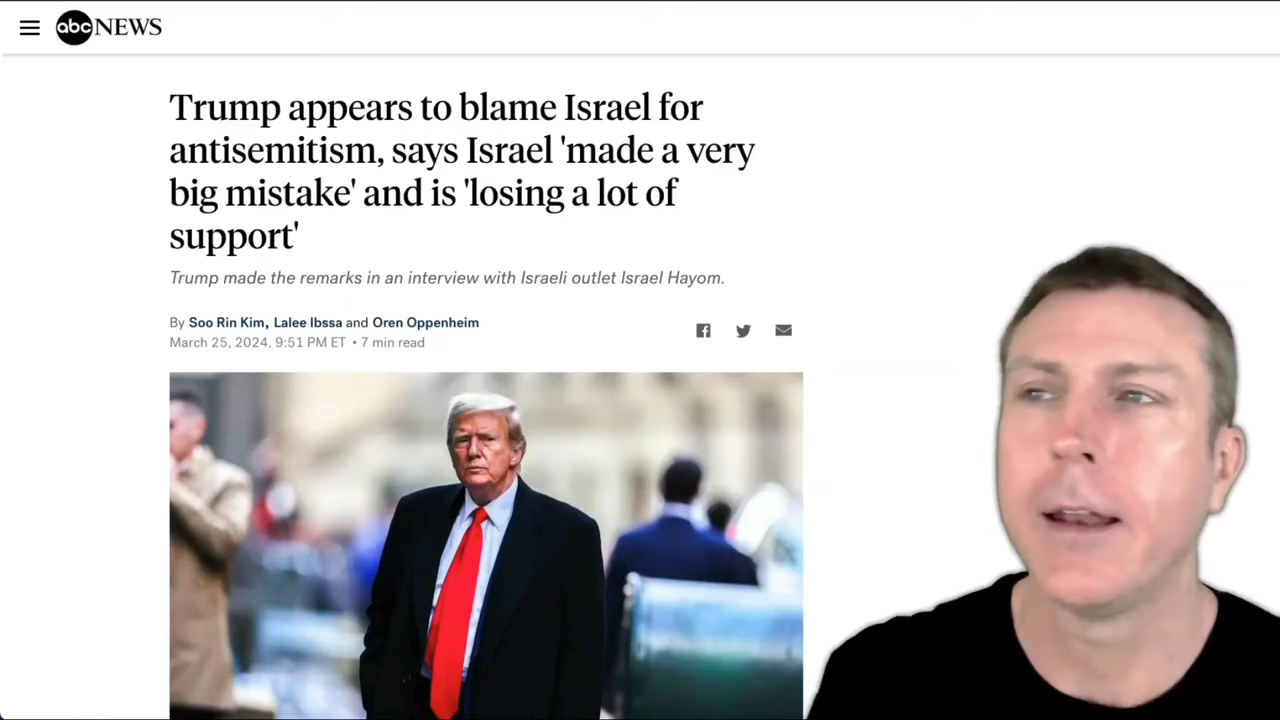 abc NEWS
Trump appears to blame Israel for
antisemitism, says Israel 'made a very
big mistake' and is 'losing a lot of
support'
Trump made the remarks in an interview with Israeli outlet Israel Hayom.
By Soo Rin Kim, Lalee Ibssa and Oren Oppenheim
March 25, 2024, 9:51 PM ET • 7 min read